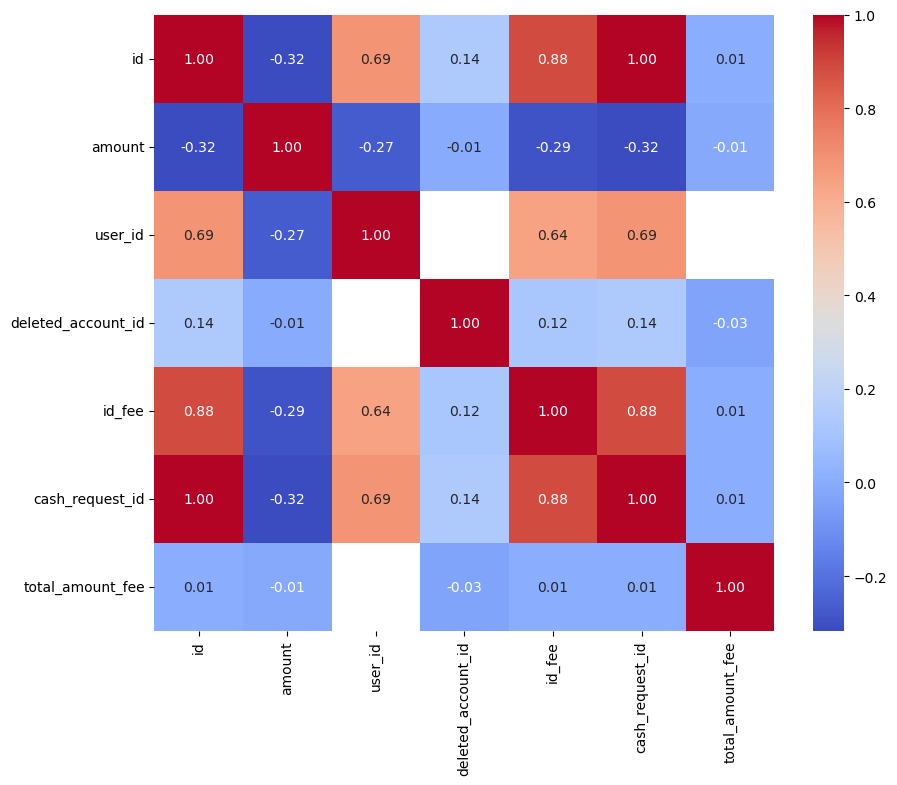 id 1.00 -0.32 0.69 0.14 0.88 1.00 0.01
amount -0.32 1.00 -0.27 -0.01 -0.29 -0.32 -0.01
user_id 0.69 -0.27 1.00 0.64 0.69
deleted_account_id 0.14 -0.01 1.00 0.12 0.14 -0.03
id_fee 0.88 -0.29 0.64 0.12 1.00 0.88 0.01
cash_request_id 1.00 -0.32 0.69 0.14 0.88 1.00 0.01
total_amount_fee 0.01 -0.01 -0.03 0.01 0.01 1.00
id
amount
user_id
deleted_account_id
id_fee
cash_request_id
total_amount_fee
1.0
0.8
0.6
0.4
0.2
0.0
−0.2